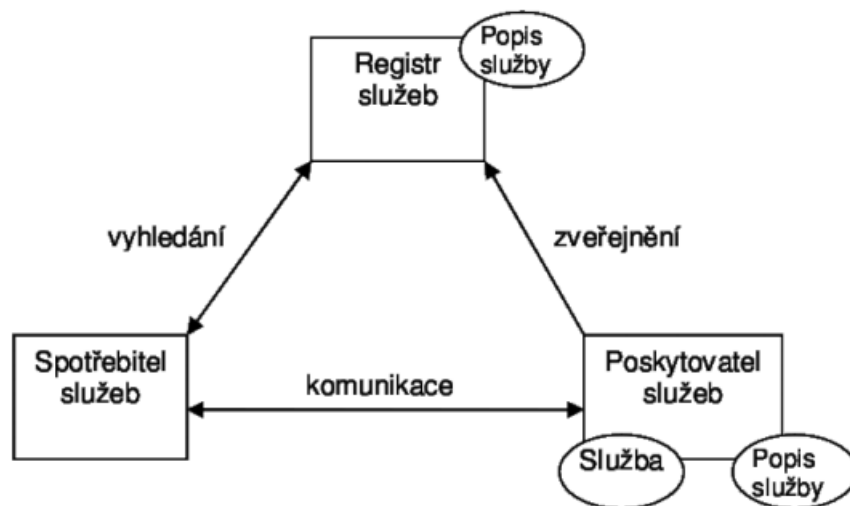 Registr
služeb
Popis
služby
vyhledání
zveřejnění
Spotřebitel
služeb
komunikace
Poskytovatel
služeb
Služba
Popis
služby